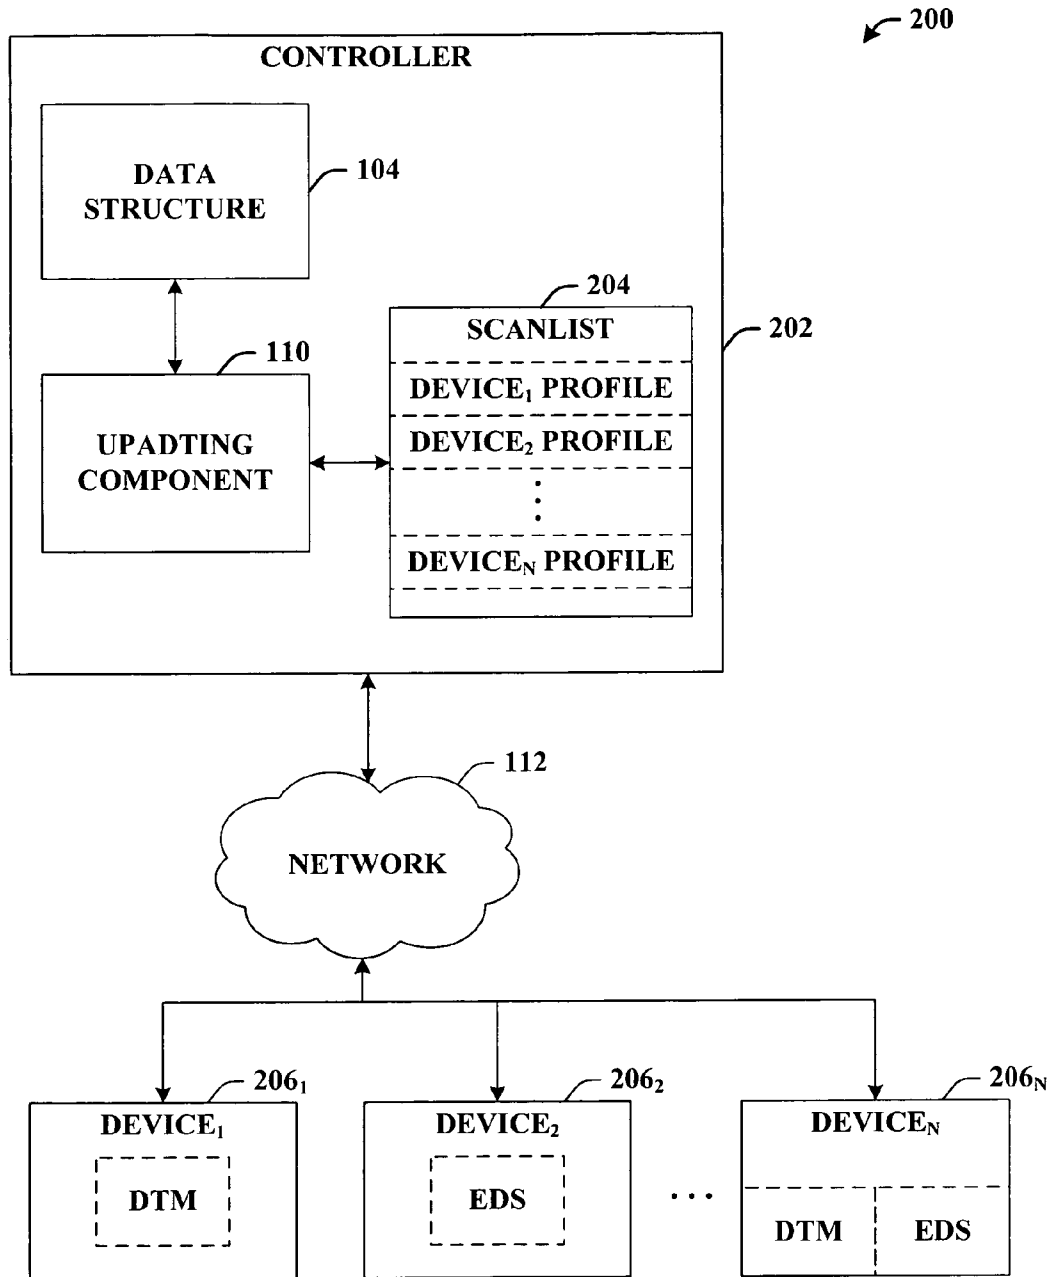 200
CONTROLLER
DATA
STRUCTURE
104
204
SCANLIST
202
110
DEVICE₁ PROFILE
UPADTING
COMPONENT
DEVICE₂ PROFILE
DEVICEN PROFILE
112
NETWORK
206₁
206₂
206N
DEVICE₁
DEVICE₂
DEVICEN
DTM
EDS
...
DTM
EDS